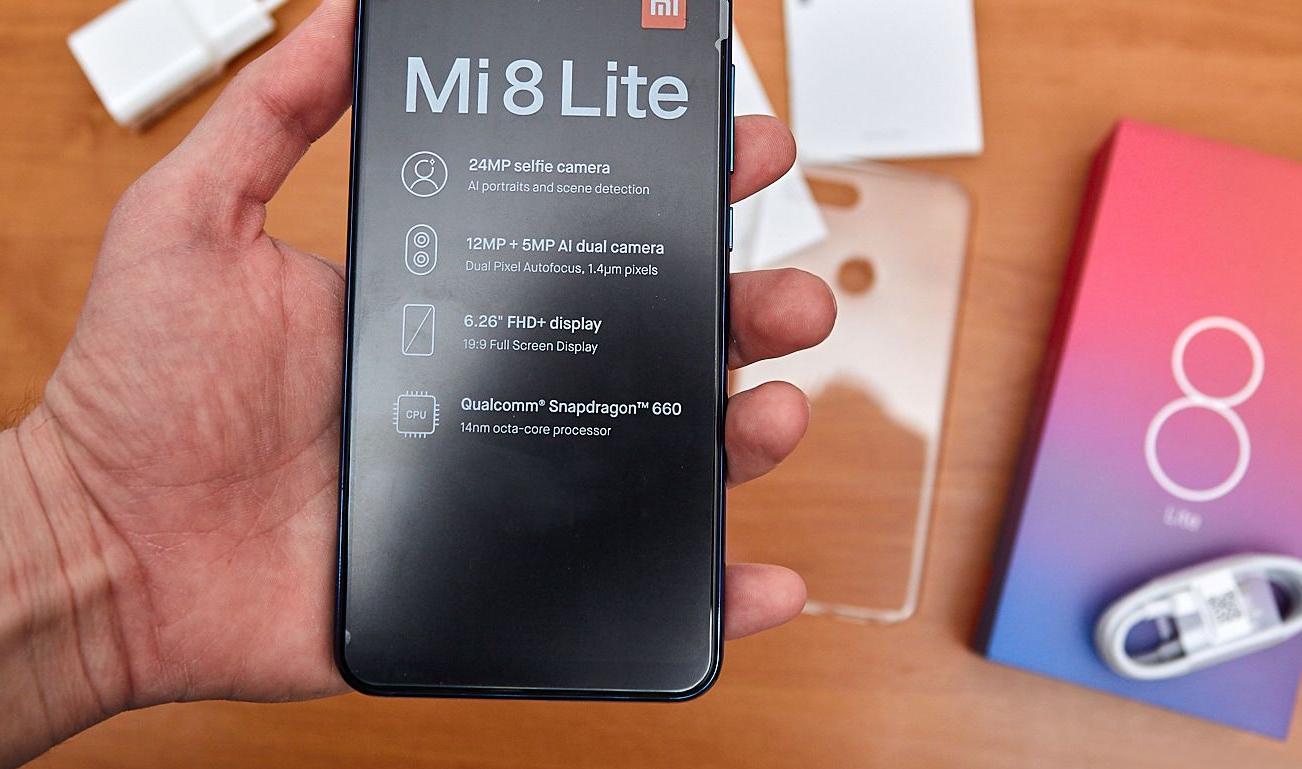 mi
Mi 8 Lite
24MP selfie camera
AI portraits and scene detection
12MP + 5MP AI dual camera
Dual Pixel Autofocus, 1.4µm pixels
6.26" FHD+ display
19:9 Full Screen Display
CPU
Qualcomm® Snapdragon™ 660
14nm octa-core processor
8
Lite